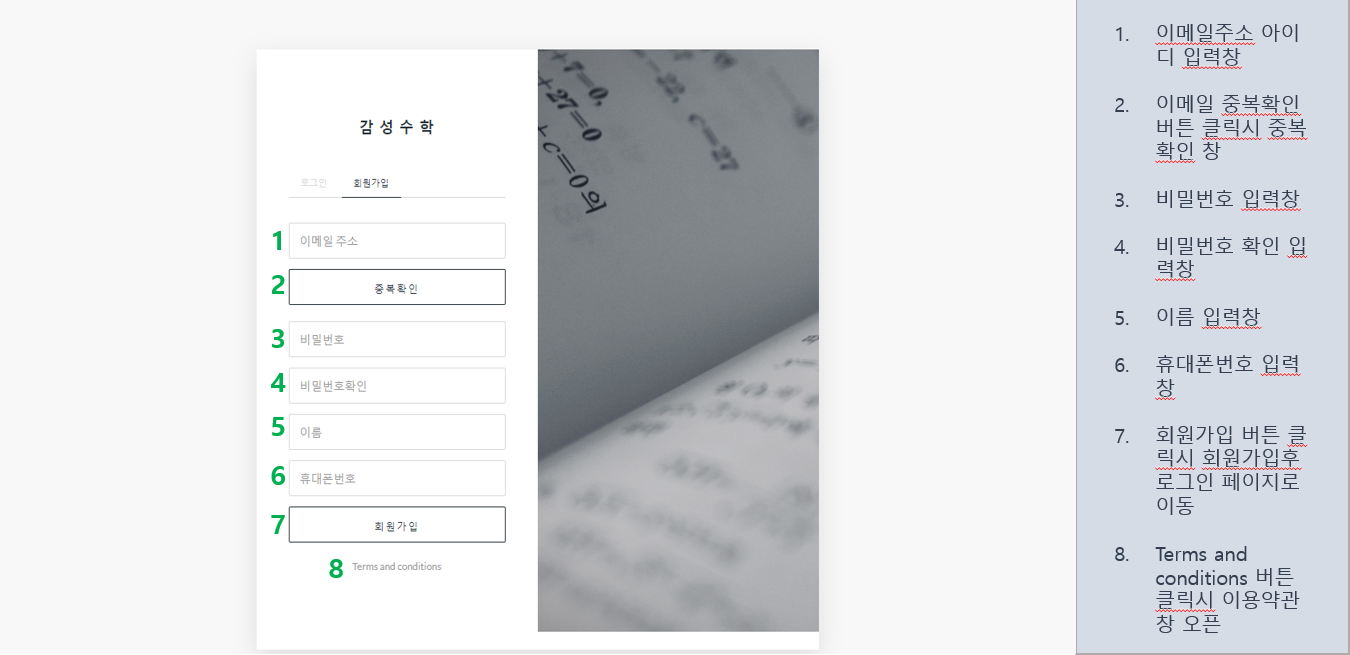 감성수학
로그인 회원가입
1 이메일 주소
2 중복확인
3 비밀번호
4 비밀번호확인
5 이름
6 휴대폰번호
7 회원가입
8 Terms and conditions
+7=0,
+27=0
+c=0의
c=27
1. 이메일주소 아이
디 입력창
2. 이메일 중복확인
버튼 클릭시 중복
확인 창
3. 비밀번호 입력창
4. 비밀번호 확인 입
력창
5. 이름 입력창
6. 휴대폰번호 입력
창
7. 회원가입 버튼 클
릭시 회원가입후
로그인 페이지로
이동
8. Terms and
conditions 버튼
클릭시 이용약관
창 오픈